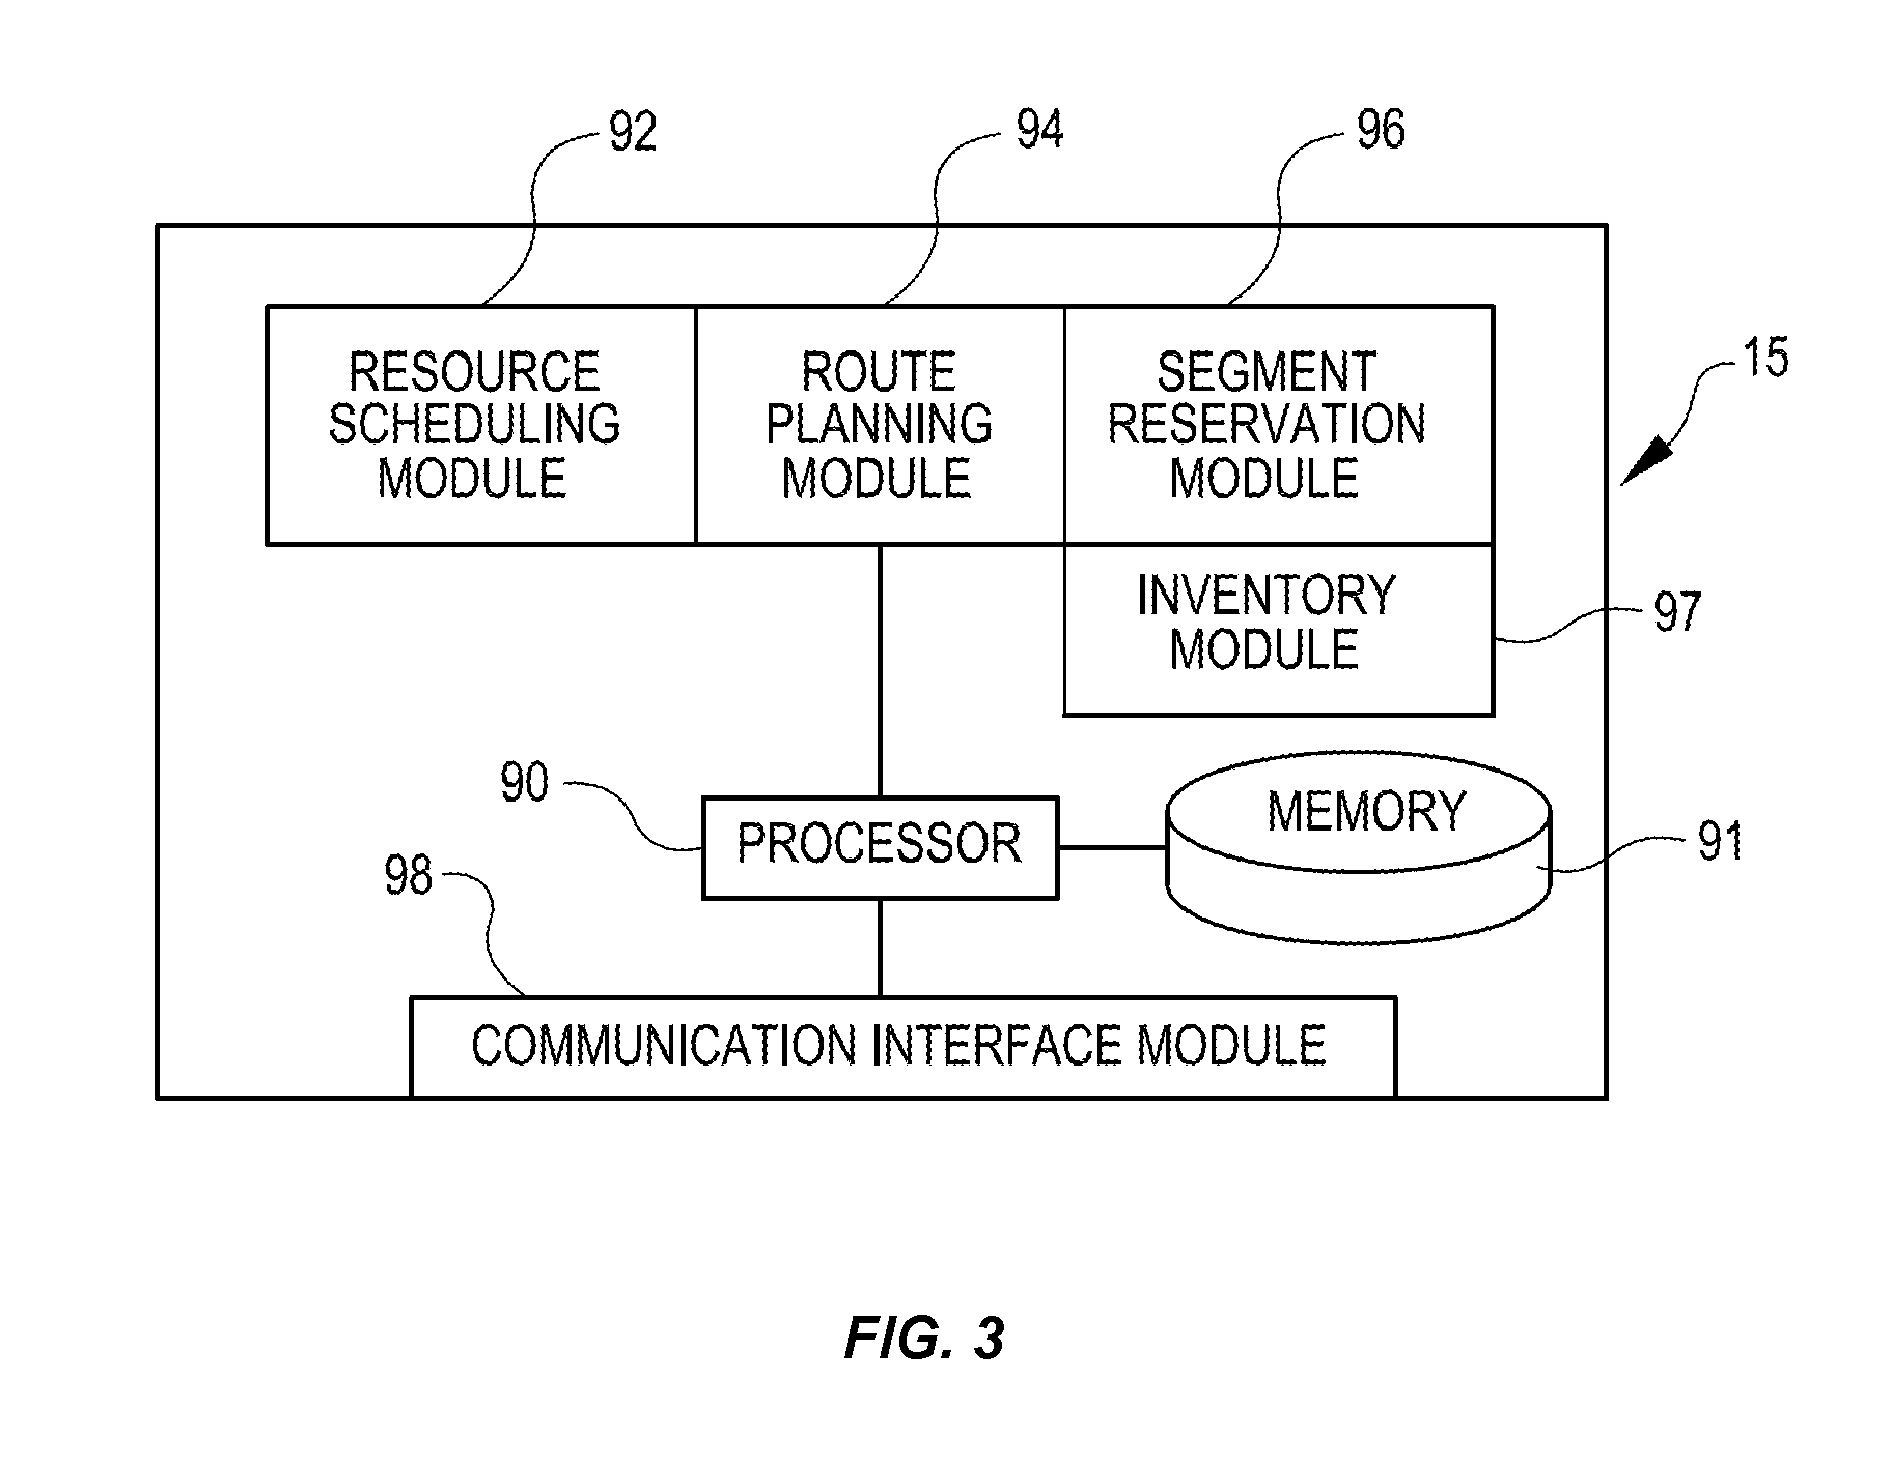 92
94
96
RESOURCE
SCHEDULING
MODULE
ROUTE
PLANNING
MODULE
SEGMENT
RESERVATION
MODULE
15
INVENTORY
MODULE
97
90
PROCESSOR
MEMORY
91
98
COMMUNICATION INTERFACE MODULE
FIG. 3